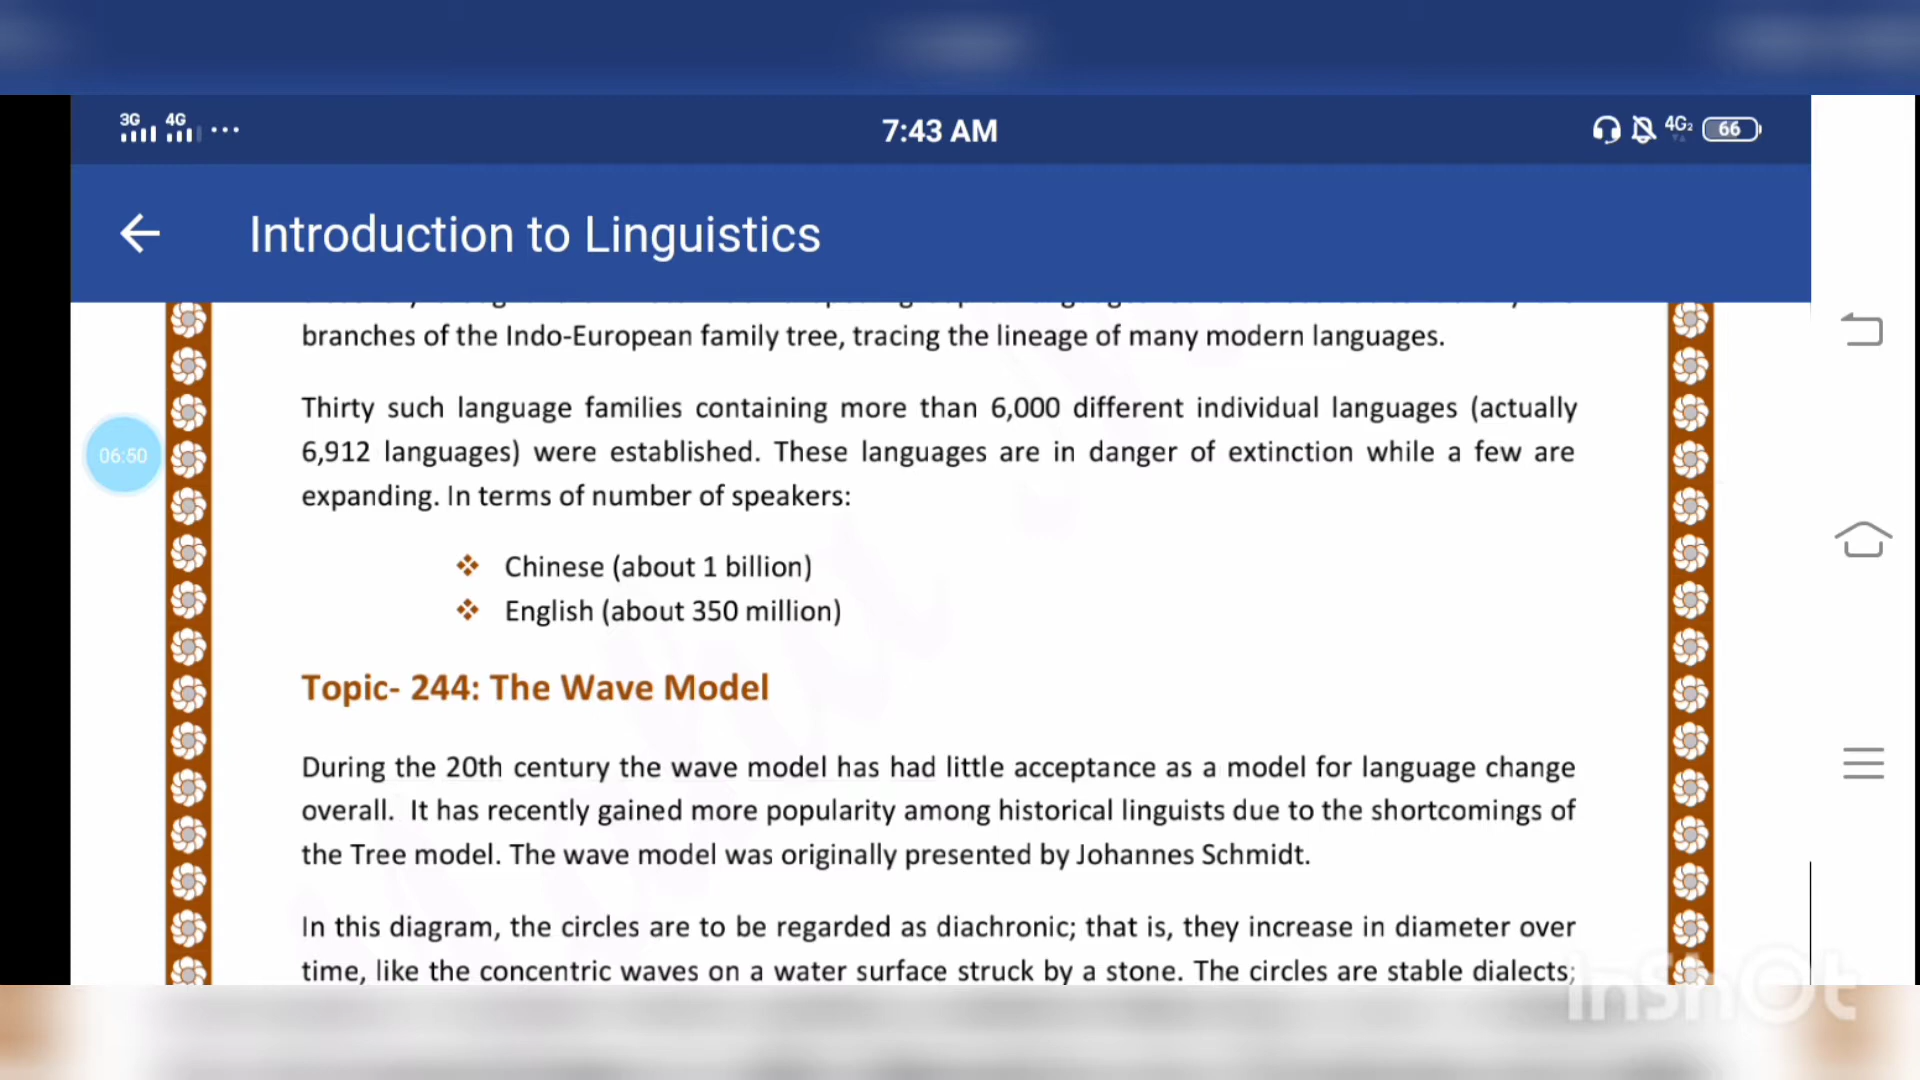 3G 4G ...
7:43 AM
4G2 66
Introduction to Linguistics
branches of the Indo-European family tree, tracing the lineage of many modern languages.
Thirty such language families containing more than 6,000 different individual languages (actually
6,912 languages) were established. These languages are in danger of extinction while a few are
expanding. In terms of number of speakers:
06:50
❖ Chinese (about 1 billion)
❖ English (about 350 million)
Topic- 244: The Wave Model
During the 20th century the wave model has had little acceptance as a model for language change
overall. It has recently gained more popularity among historical linguists due to the shortcomings of
the Tree model. The wave model was originally presented by Johannes Schmidt.
In this diagram, the circles are to be regarded as diachronic; that is, they increase in diameter over
time, like the concentric waves on a water surface struck by a stone. The circles are stable dialects;
InShOt